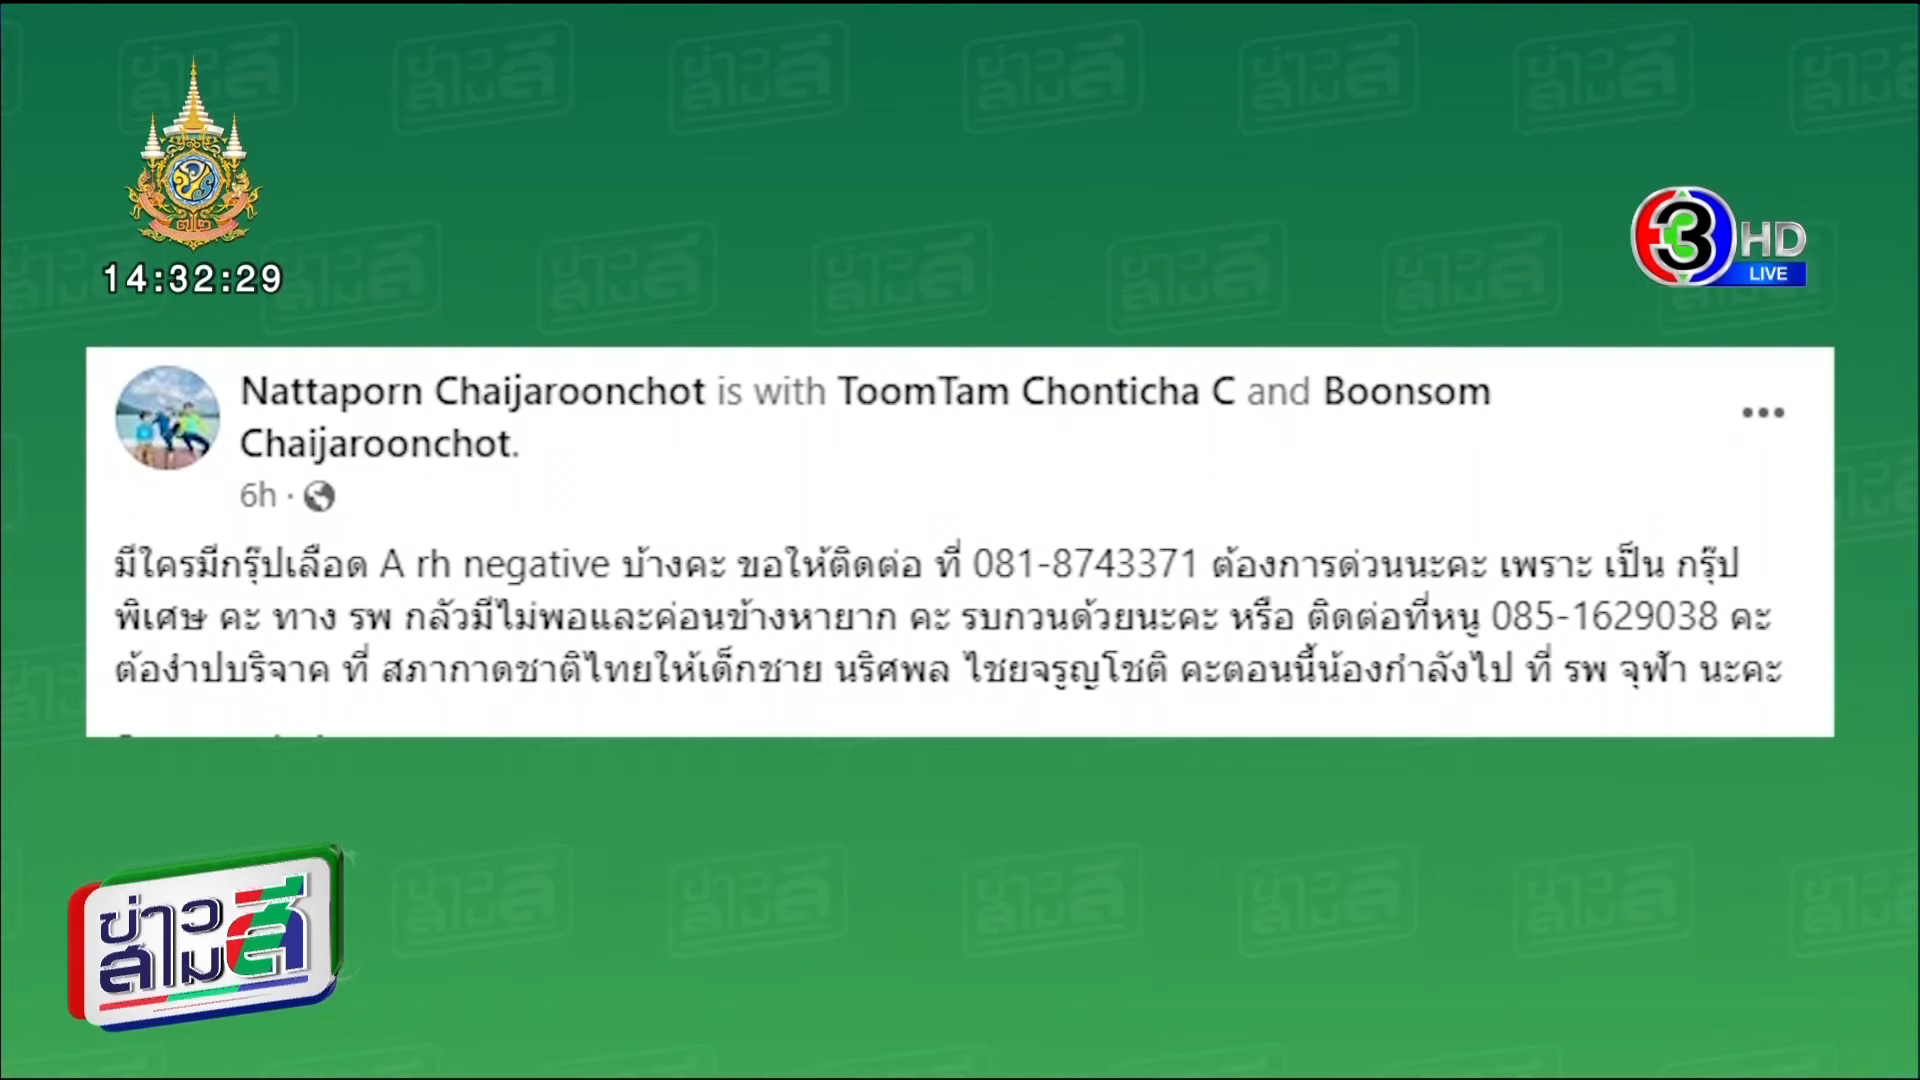 14:32:29
3 HD
LIVE
Nattaporn Chaijaroonchot is with ToomTam Chonticha C and Boonsom
Chaijaroonchot.
6h ·
มีใครมีกรุ๊ปเลือด A rh negative บ้างคะ ขอให้ติดต่อ ที่ 081-8743371 ต้องการด่วนนะคะ เพราะ เป็น กรุ๊ป
พิเศษ คะ ทาง รพ กลัวมีไม่พอและค่อนข้างหายาก คะ รบกวนด้วยนะคะ หรือ ติดต่อที่หนู 085-1629038 คะ
ต้องำปบริจาค ที่ สภากาดชาติไทยให้เด็กชาย นริศพล ไชยจรูญโชติ คะตอนนี้น้องกำลังไป ที่ รพ จุฬา นะคะ
ข่าว
สามสี